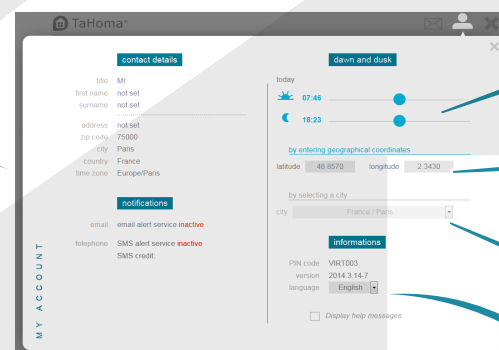 TaHoma®
contact details
title Mr.
first name not set
surname not set
address not set
zip code 75000
city Paris
country France
time zone Europe/Paris
notifications
email email alert service inactive
telephone SMS alert service inactive
SMS credit:
MY ACCOUNT
dawn and dusk
today
07:46
18:23
by entering geographical coordinates
latitude 48.8570 longitude 2.3430
by selecting a city
city France / Paris
informations
PIN code VIRT003
version 2014.3.14-7
language English
Display help messages